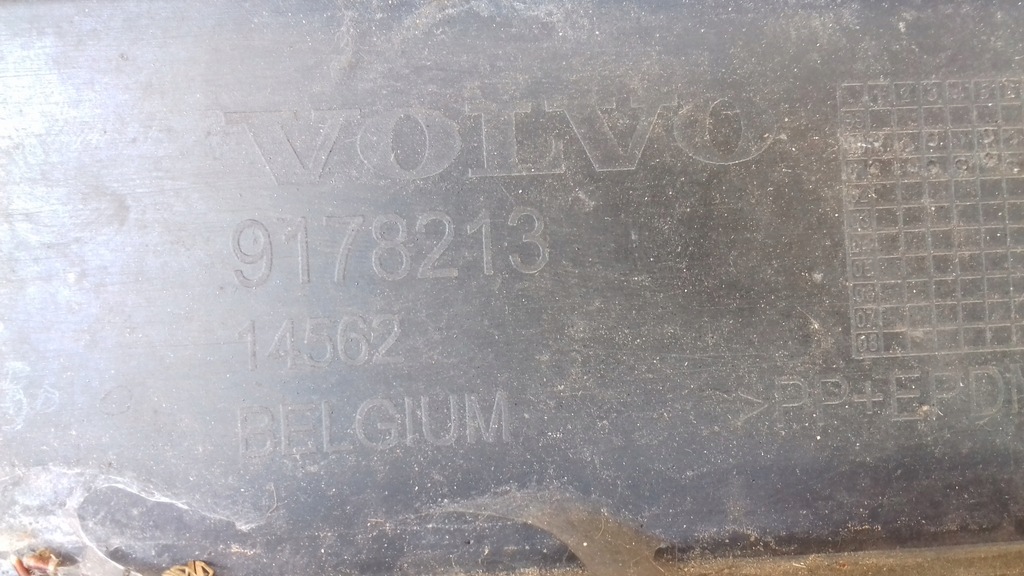 VOLVO
9178213
14562
BELGIUM
>PP+EPDM